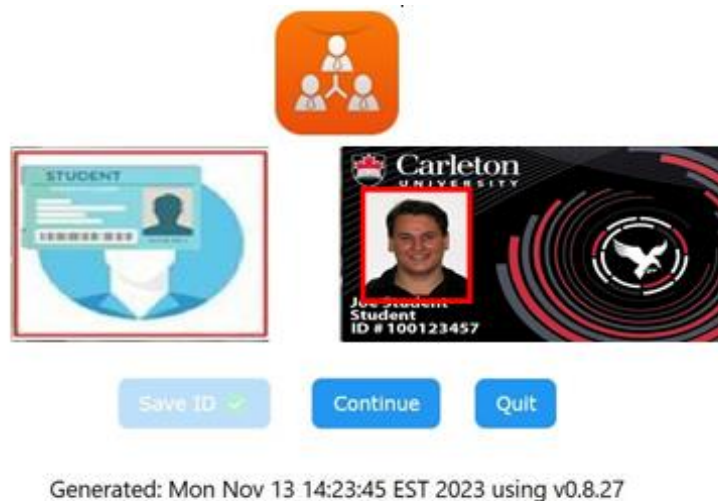 STUDENT
Carleton
UNIVERSITY
Joe Student
Student
ID # 100123457
Save ID
Continue
Quit
Generated: Mon Nov 13 14:23:45 EST 2023 using v0.8.27